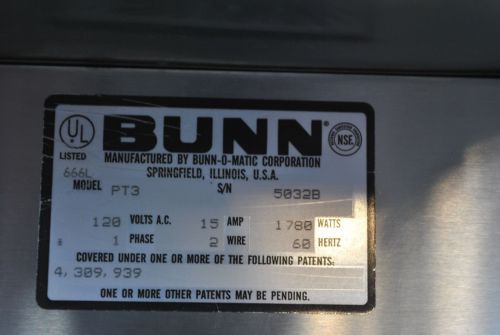 UL BUNN® NSF.
LISTED MANUFACTURED BY BUNN-O-MATIC CORPORATION
666L SPRINGFIELD, ILLINOIS, U.S.A.
MODEL PT3 S/N 5032B
120 VOLTS A.C. 15 AMP 1780 WATTS
1 PHASE 2 WIRE 60 HERTZ
COVERED UNDER ONE OR MORE OF THE FOLLOWING PATENTS:
4,309,939
ONE OR MORE OTHER PATENTS MAY BE PENDING.